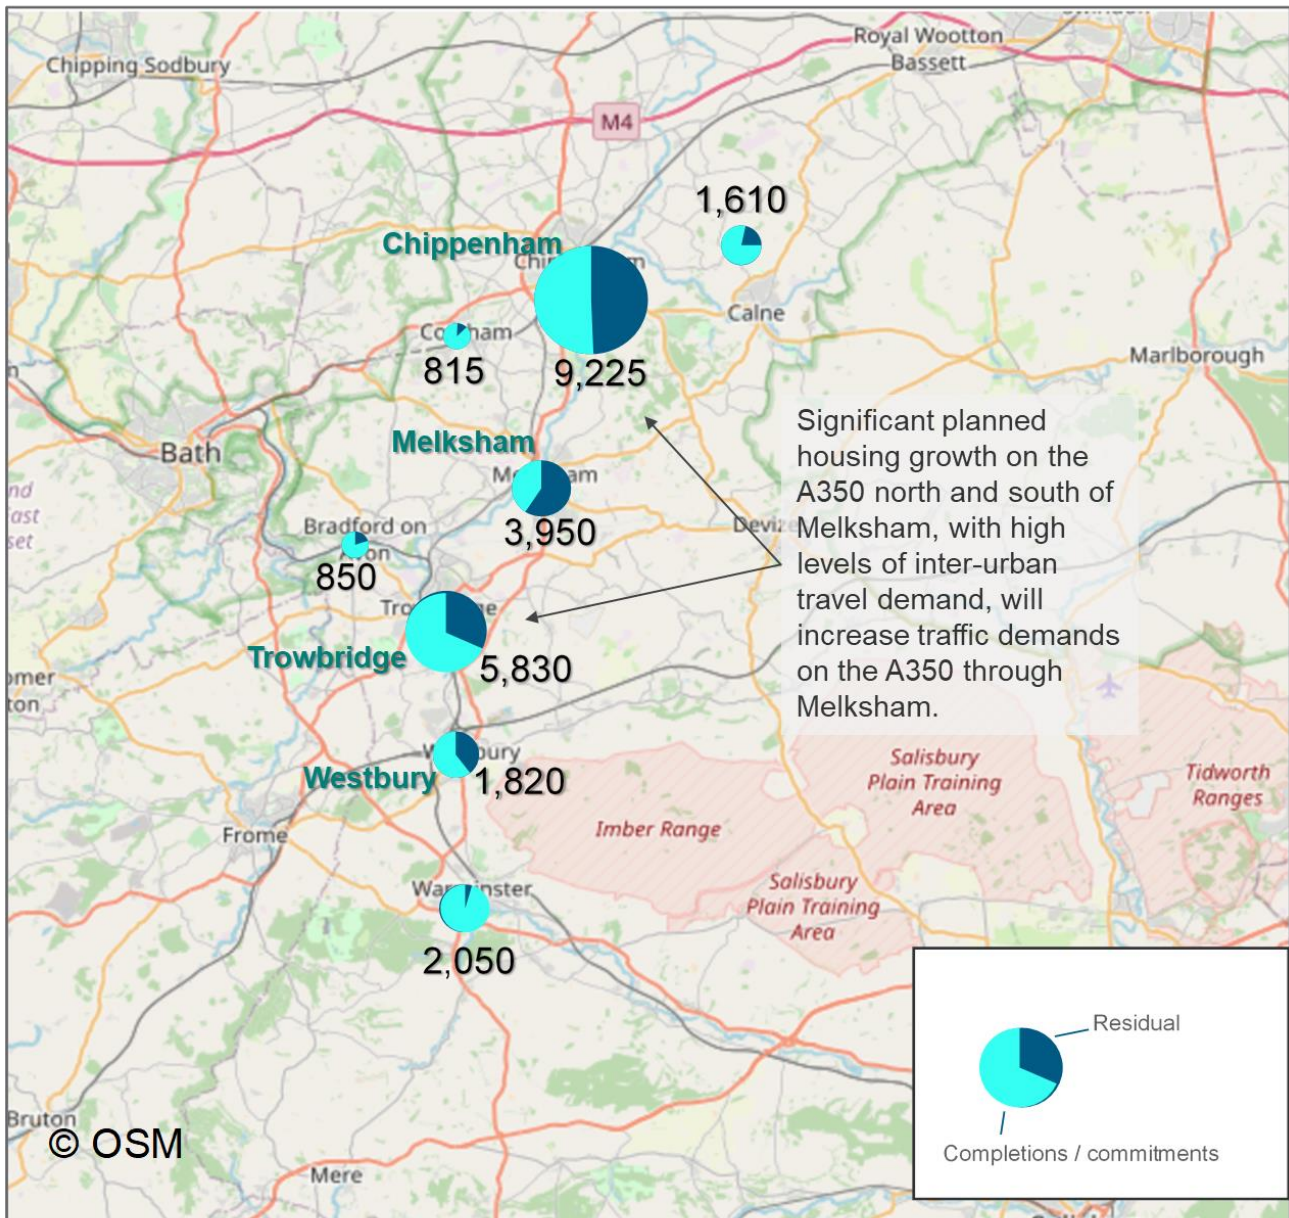 Chipping Sodbury
Royal Wootton
Bassett
M4
1,610
Chippenham
Calne
815
9,225
Marlborough
Melksham
Bath
3,950
Bradford on
850
Significant planned
housing growth on the
A350 north and south of
Melksham, with high
levels of inter-urban
travel demand, will
increase traffic demands
on the A350 through
Melksham.
Trowbridge
5,830
Westbury
1,820
Salisbury
Plain Training
Area
Tidworth
Ranges
Imber Range
Frome
Salisbury
Plain Training
Area
2,050
Residual
Completions / commitments
Bruton
© OSM
Mere